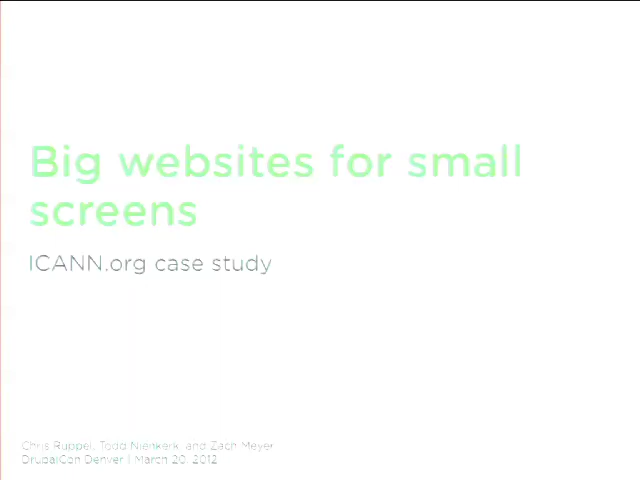 Big websites for small
screens
ICANN.org case study
Chris Ruppel, Todd Nienkerk, and Zach Meyer
DrupalCon Denver | March 20, 2012